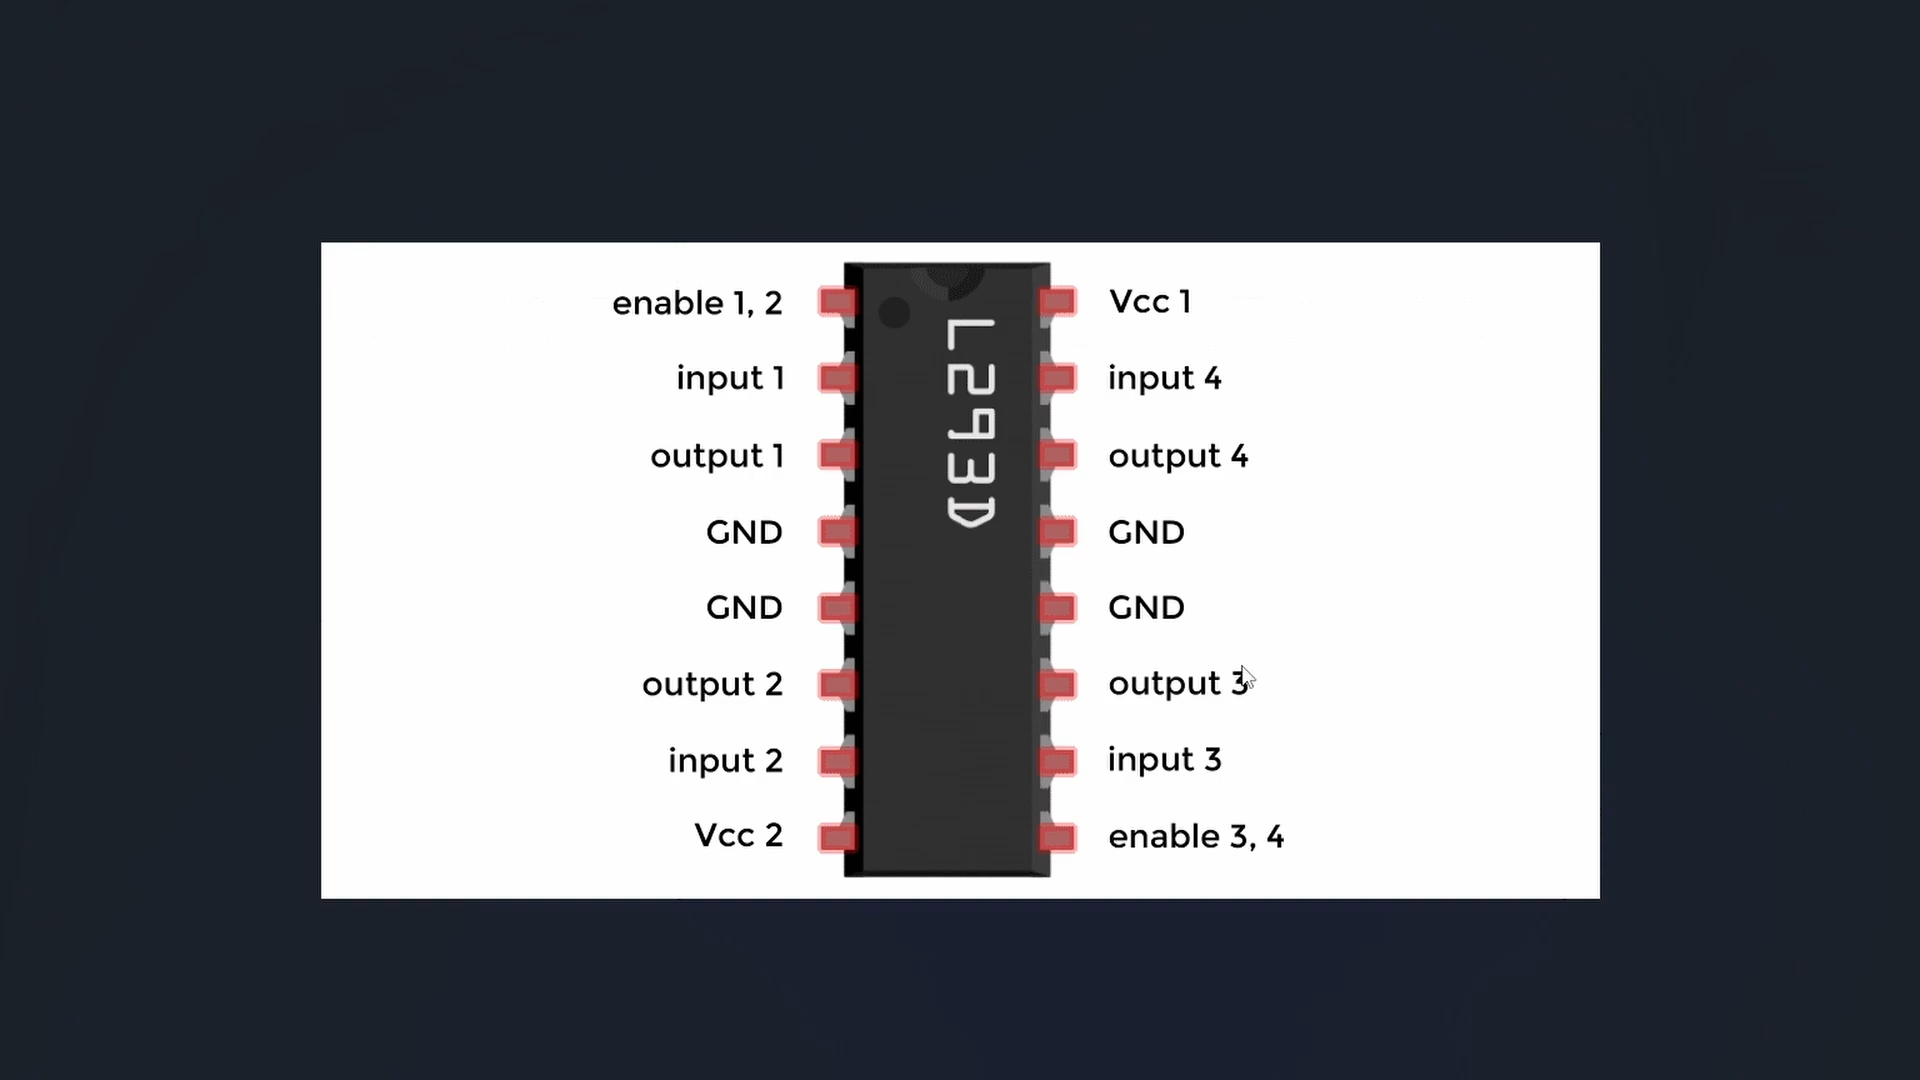 enable 1, 2
input 1
output 1
GND
GND
output 2
input 2
Vcc 2
L293D
Vcc 1
input 4
output 4
GND
GND
output 3
input 3
enable 3, 4